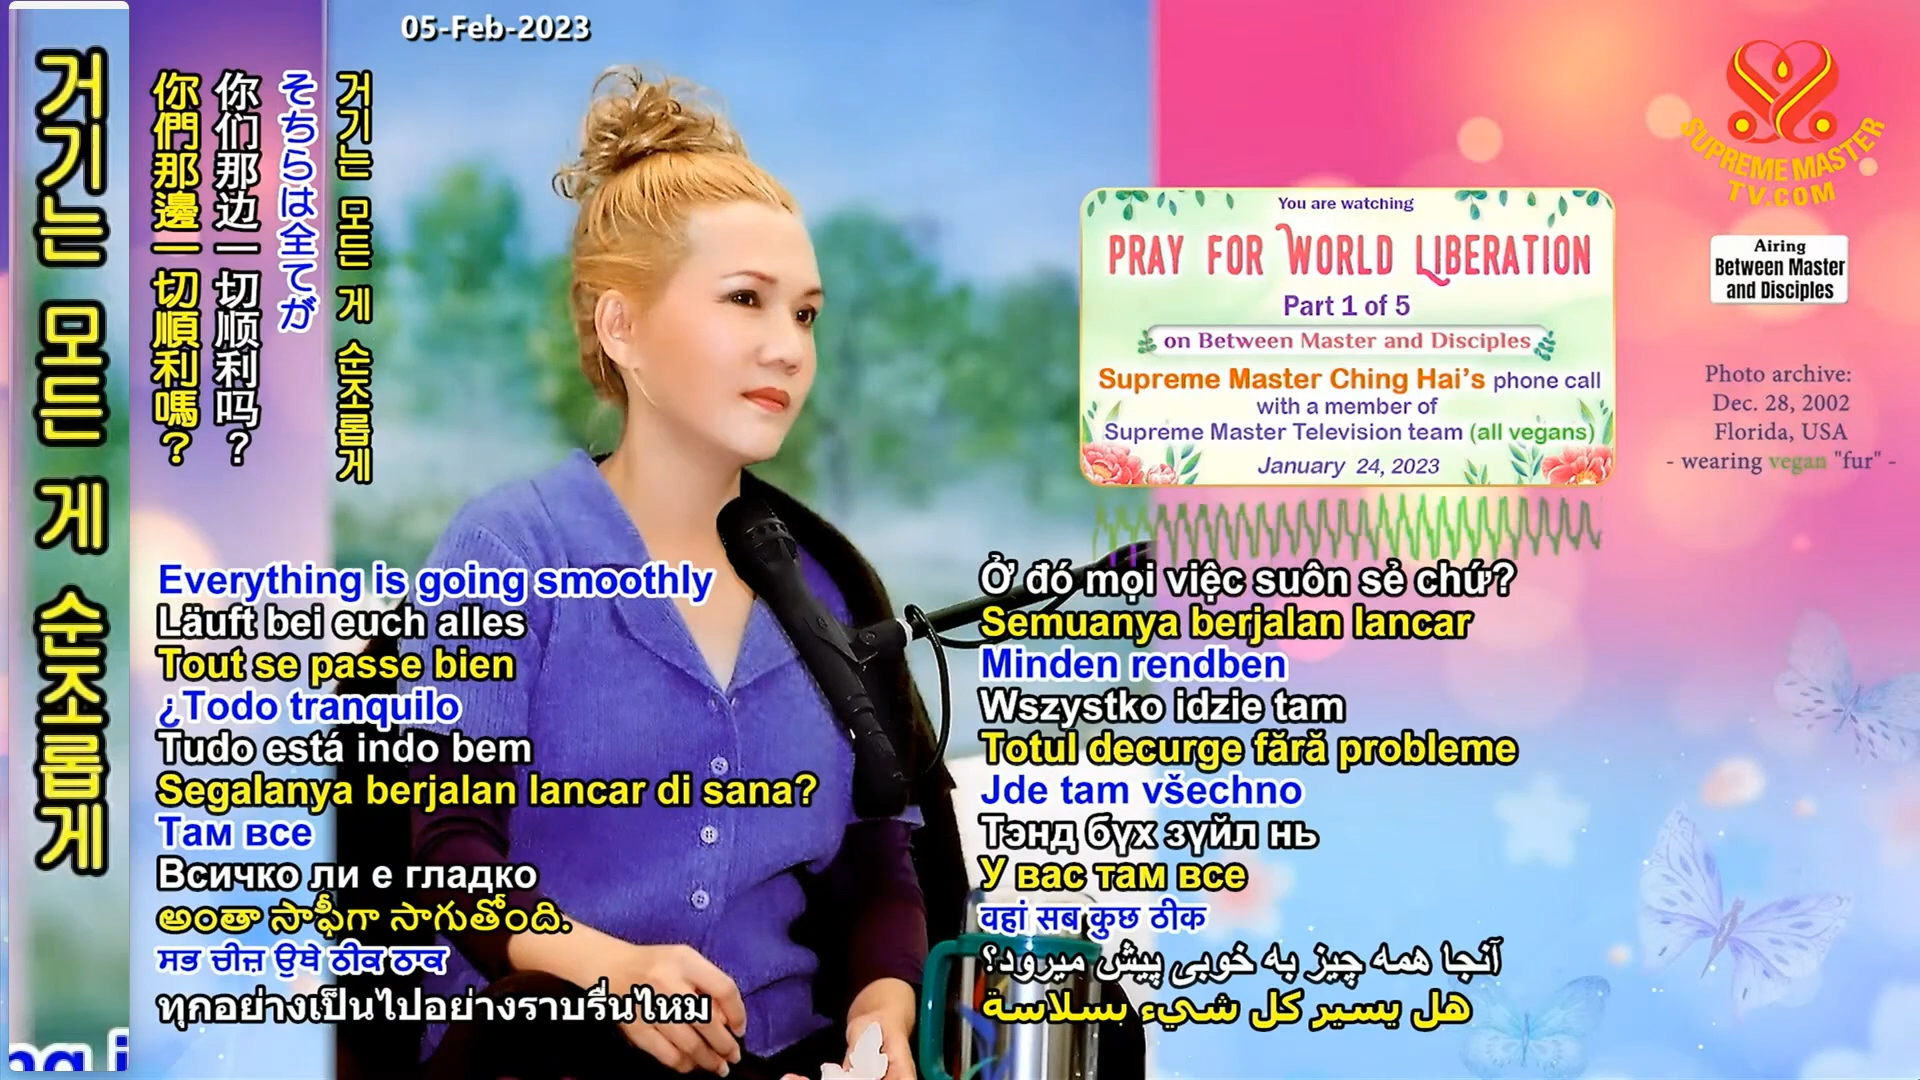 05-Feb-2023
거기는 모든 게 순조롭게
你們那邊一切順利嗎？
你们那边一切顺利吗？
そちらは全てが
거기는 모든 게 순조롭게
SUPREME MASTER
TV.COM
You are watching
PRAY FOR WORLD LIBERATION
Part 1 of 5
on Between Master and Disciples
Supreme Master Ching Hai's phone call
with a member of
Supreme Master Television team (all vegans)
January 24, 2023
Airing
Between Master
and Disciples
Photo archive:
Dec. 28, 2002
Florida, USA
- wearing vegan "fur" -
Everything is going smoothly
Läuft bei euch alles
Tout se passe bien
¿Todo tranquilo
Tudo está indo bem
Segalanya berjalan lancar di sana?
Там все
Всичко ли е гладко
అంతా సాఫీగా సాగుతోంది.
ਸਭ ਚੀਜ਼ ਉਥੇ ਠੀਕ ਠਾਕ
ทุกอย่างเป็นไปอย่างราบรื่นไหม
Ở đó mọi việc suôn sẻ chứ?
Semuanya berjalan lancar
Minden rendben
Wszystko idzie tam
Totul decurge fără probleme
Jde tam všechno
Тэнд бүх зүйл нь
У вас там все
वहां सब कुछ ठीक
آنجا همه چیز به خوبی پیش میرود؟
هل يسير كل شيء بسلاسة